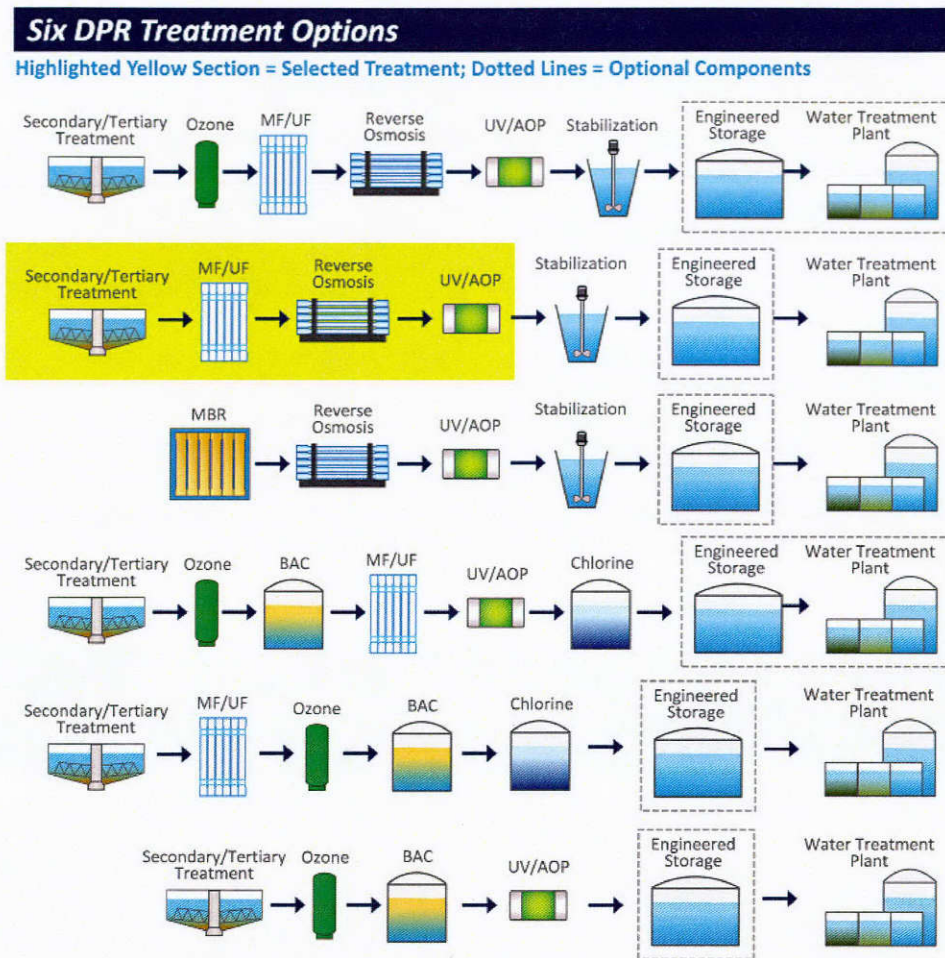 Six DPR Treatment Options
Highlighted Yellow Section = Selected Treatment; Dotted Lines = Optional Components
Secondary/Tertiary
Treatment
Ozone
MF/UF
Reverse
Osmosis
UV/AOP
Stabilization
Engineered
Storage
Water Treatment
Plant
Secondary/Tertiary
Treatment
MF/UF
Reverse
Osmosis
UV/AOP
Stabilization
Engineered
Storage
Water Treatment
Plant
MBR
Reverse
Osmosis
UV/AOP
Stabilization
Engineered
Storage
Water Treatment
Plant
Secondary/Tertiary
Treatment
Ozone
BAC
MF/UF
UV/AOP
Chlorine
Engineered
Storage
Water Treatment
Plant
Secondary/Tertiary
Treatment
MF/UF
Ozone
BAC
Chlorine
Engineered
Storage
Water Treatment
Plant
Secondary/Tertiary
Treatment
Ozone
BAC
UV/AOP
Engineered
Storage
Water Treatment
Plant